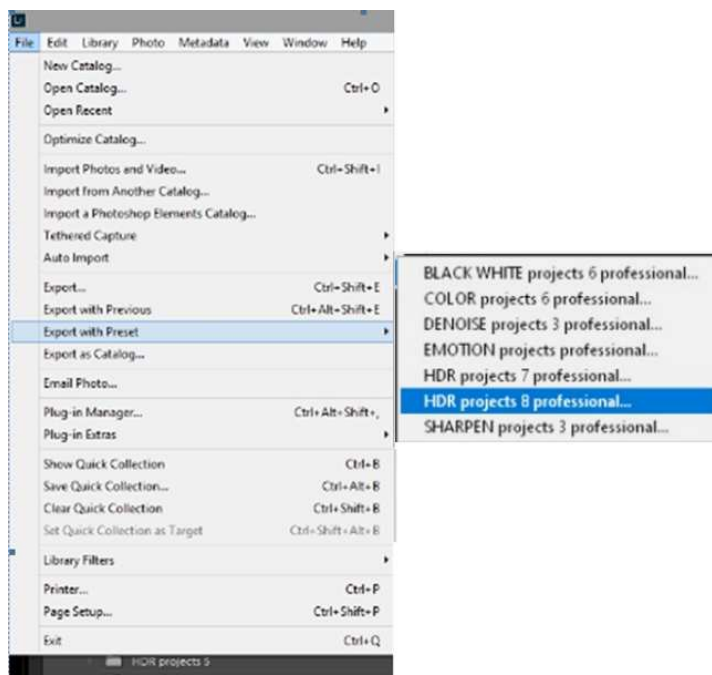 Lr
File Edit Library Photo Metadata View Window Help
New Catalog...
Open Catalog... Ctrl+O
Open Recent
Optimize Catalog...
Import Photos and Video... Ctrl+Shift+I
Import from Another Catalog...
Import a Photoshop Elements Catalog...
Tethered Capture
Auto Import
Export... Ctrl+Shift+E
Export with Previous Ctrl+Alt+Shift+E
Export with Preset
Export as Catalog...
Email Photo...
Plug-in Manager... Ctrl+Alt+Shift+,
Plug-in Extras
Show Quick Collection Ctrl+B
Save Quick Collection... Ctrl+Alt+B
Clear Quick Collection Ctrl+Shift+B
Set Quick Collection as Target Ctrl+Shift+Alt+B
Library Filters
Printer... Ctrl+P
Page Setup... Ctrl+Shift+P
Exit Ctrl+Q
HDR projects 5
BLACK WHITE projects 6 professional...
COLOR projects 6 professional...
DENOISE projects 3 professional...
EMOTION projects professional...
HDR projects 7 professional...
HDR projects 8 professional...
SHARPEN projects 3 professional...